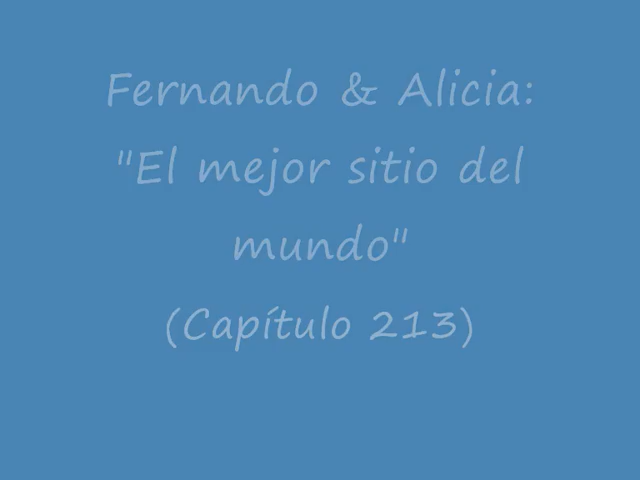 Fernando & Alicia:
"El mejor sitio del
mundo"
(Capítulo 213)